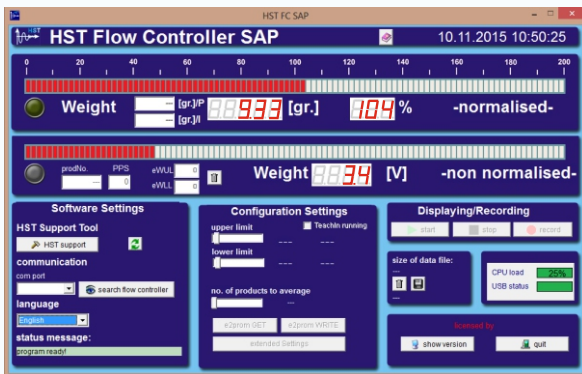 HST FC SAP
HST
HST Flow Controller SAP
10.11.2015 10:50:25
0 20 40 60 80 100 120 140 160 180 200
Weight
--- [gr.]/P
--- [gr.]/I
9.33 [gr.]
104 %
-normalised-
prodNo.
---
PPS
0
eWUL 0
eWLL 0
Weight
3.4 [V]
-non normalised-
Software Settings
HST Support Tool
HST support
communication
com port
search flow controller
language
English
status message:
program ready!
Configuration Settings
upper limit
TeachIn running
--- ---
lower limit
--- ---
no. of products to average
---
e2prom GET
e2prom WRITE
extended Settings
Displaying/Recording
start
stop
record
size of data file:
---
---
CPU load 25%
USB status
licensed by
show version
quit